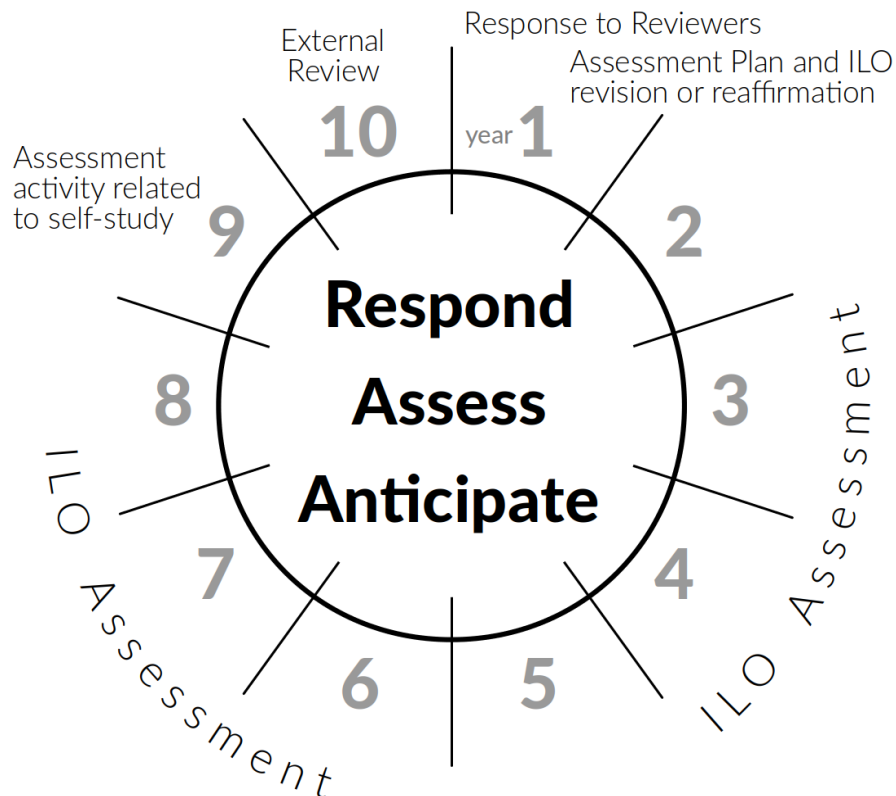 Response to Reviewers
Assessment Plan and ILO
revision or reaffirmation
External
Review
Assessment
activity related
to self-study
year 1
2
3
4
5
6
7
8
9
10
Respond
Assess
Anticipate
ILO Assessment
ILO Assessment